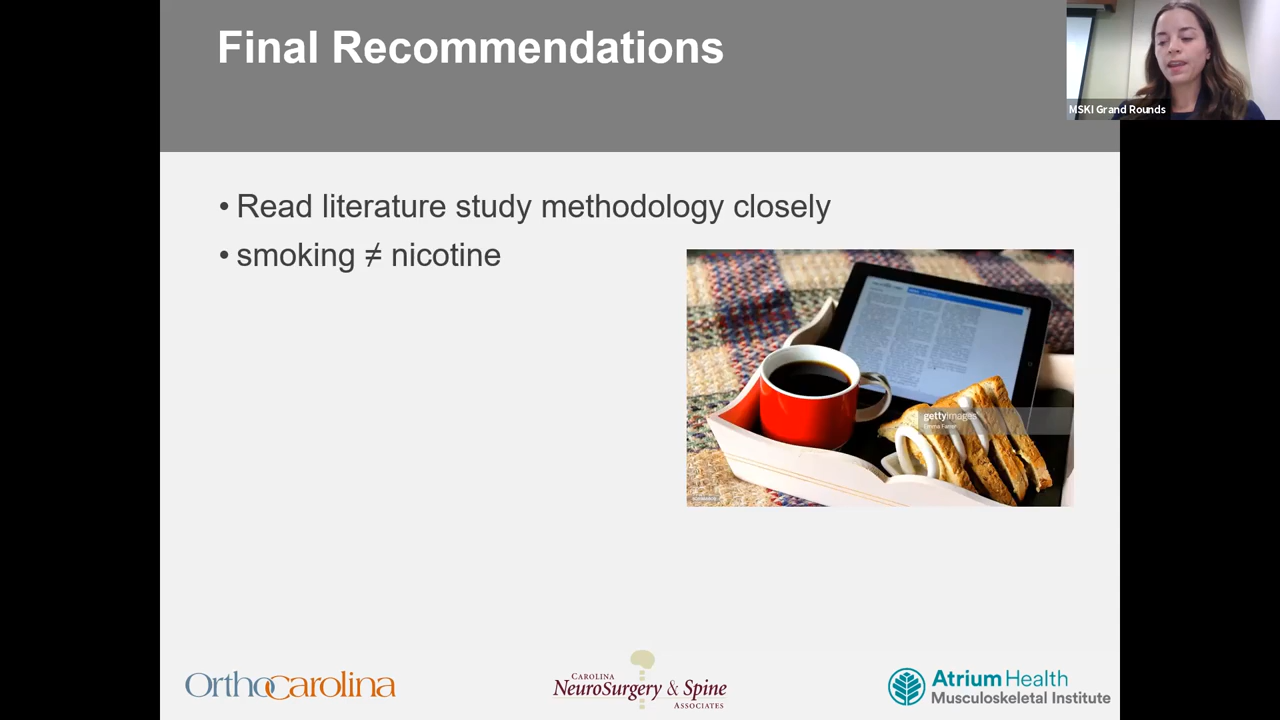 Final Recommendations
MSKI Grand Rounds
• Read literature study methodology closely
• smoking ≠ nicotine
gettyimages
OrthoCarolina
CAROLINA
NEUROSURGERY & SPINE
ASSOCIATES
Atrium Health
Musculoskeletal Institute